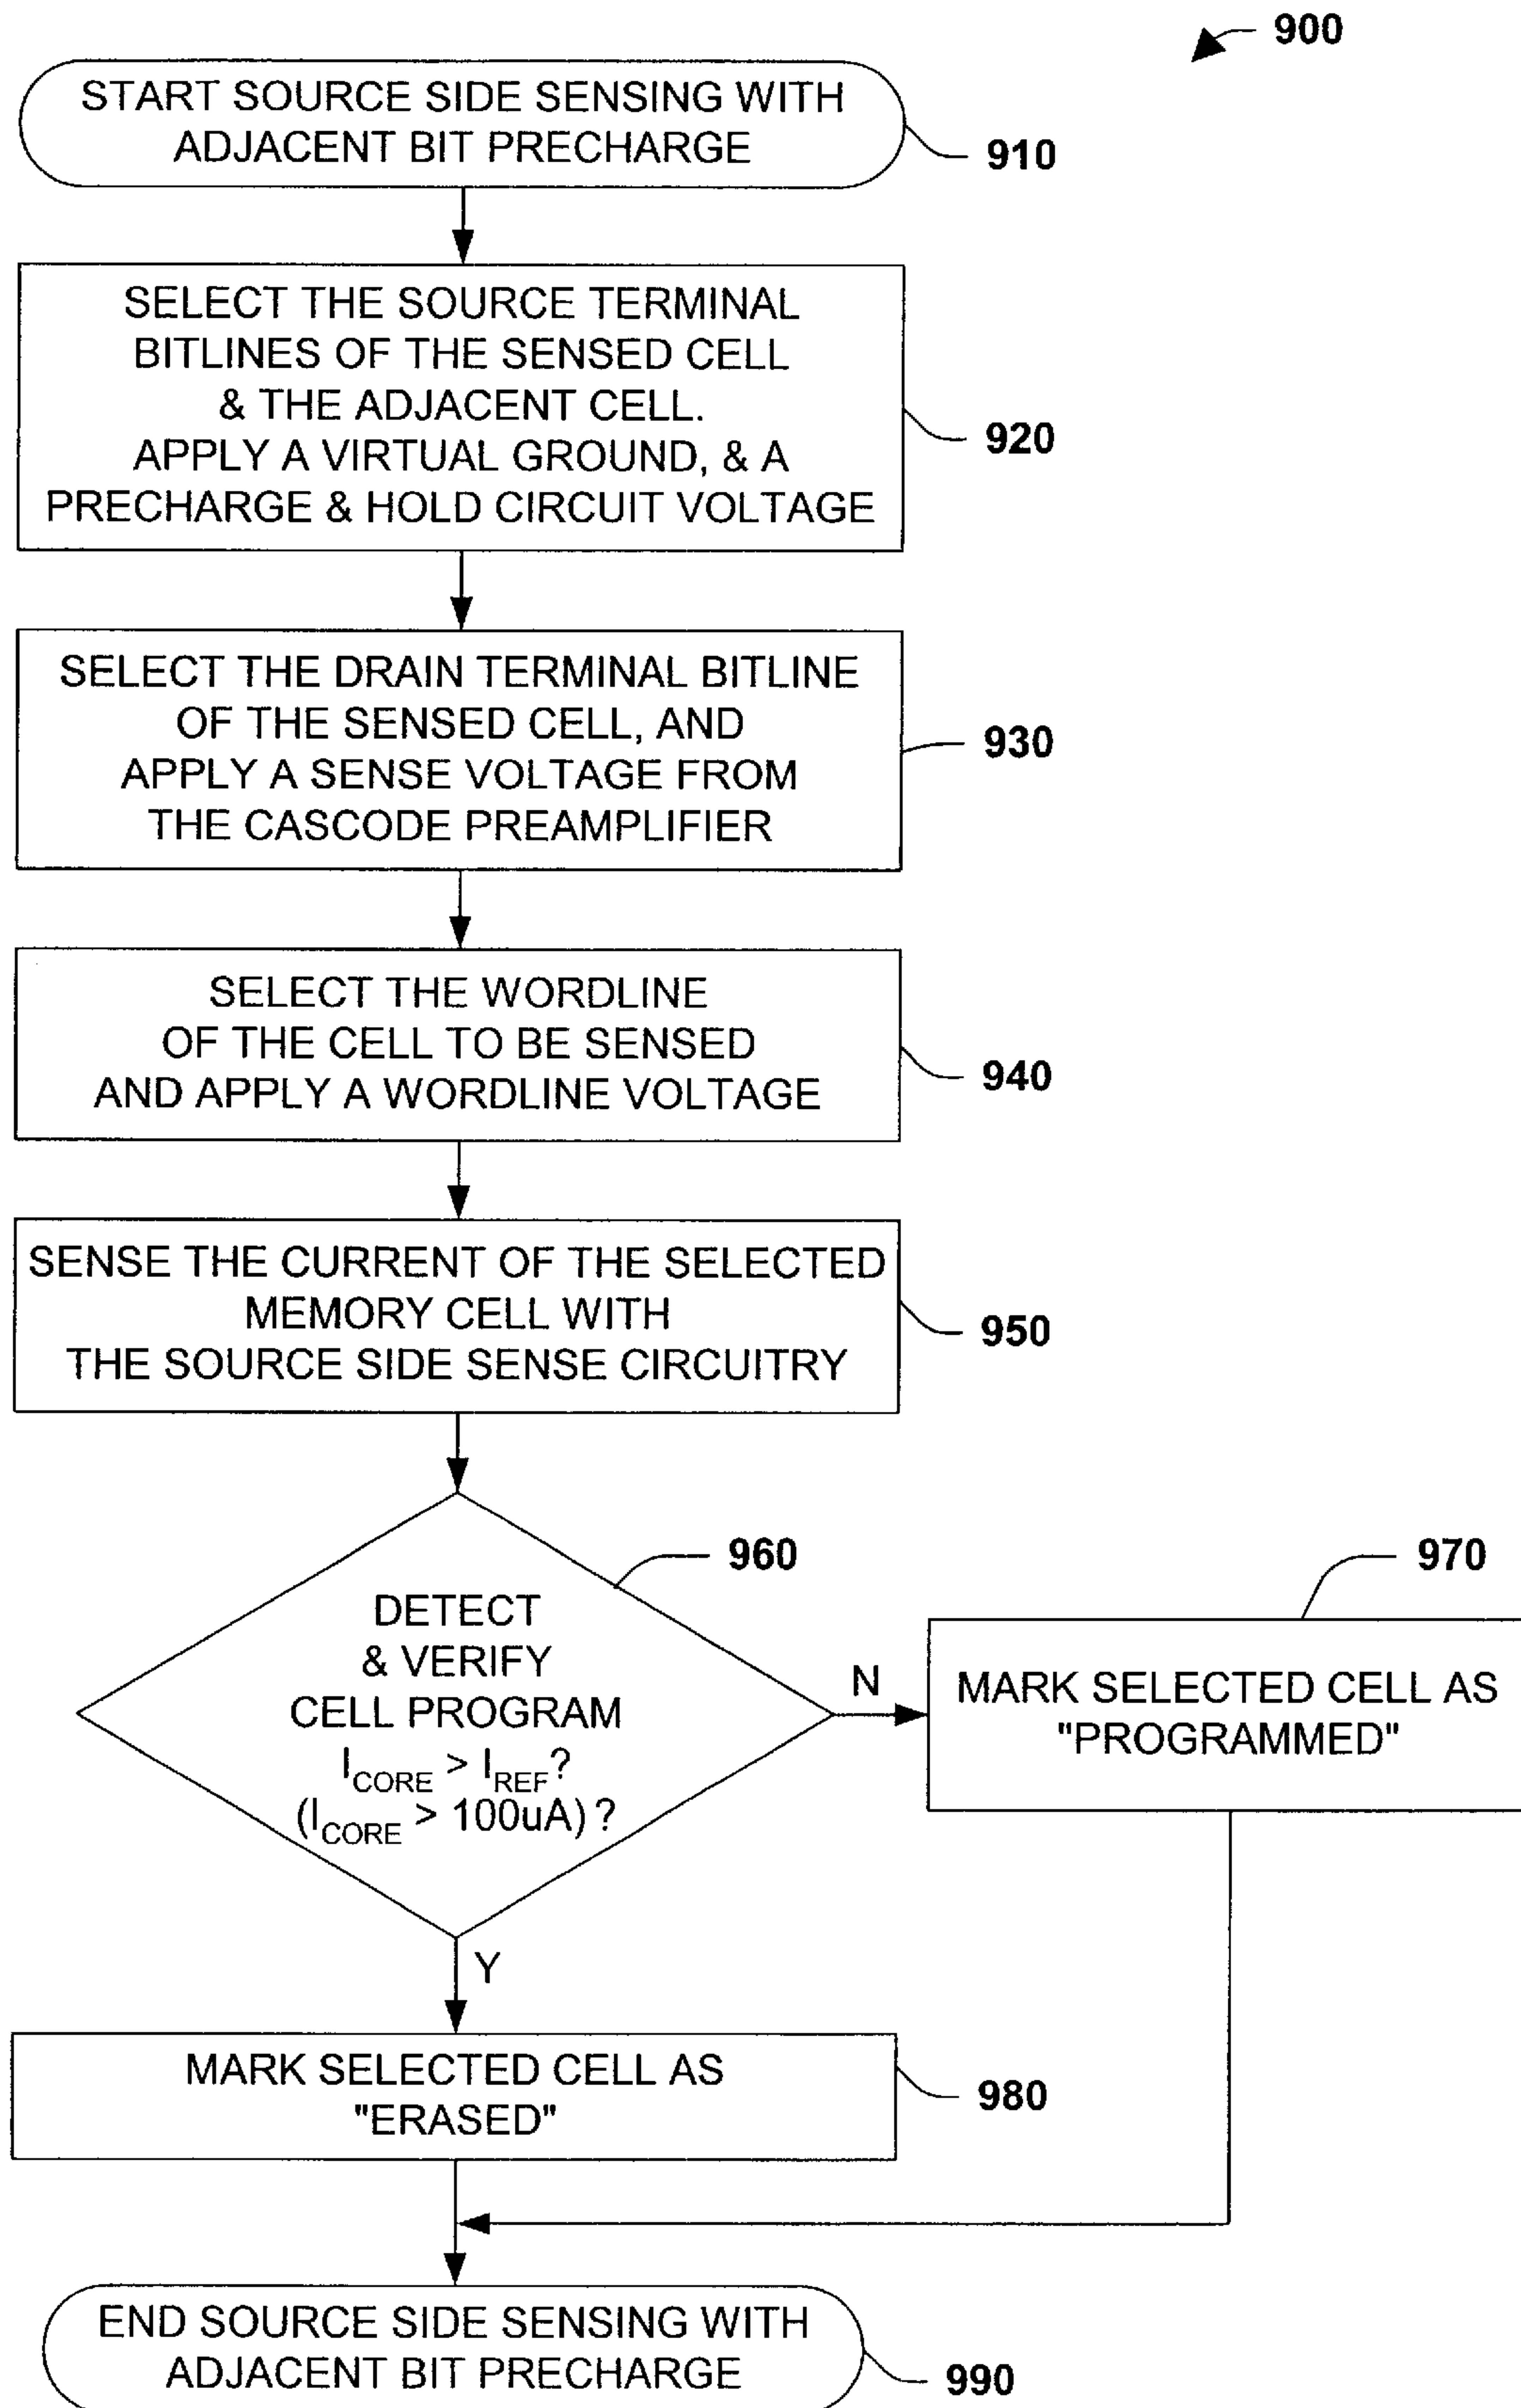 900
START SOURCE SIDE SENSING WITH
ADJACENT BIT PRECHARGE
910
SELECT THE SOURCE TERMINAL
BITLINES OF THE SENSED CELL
& THE ADJACENT CELL.
APPLY A VIRTUAL GROUND, & A
PRECHARGE & HOLD CIRCUIT VOLTAGE
920
SELECT THE DRAIN TERMINAL BITLINE
OF THE SENSED CELL, AND
APPLY A SENSE VOLTAGE FROM
THE CASCODE PREAMPLIFIER
930
SELECT THE WORDLINE
OF THE CELL TO BE SENSED
AND APPLY A WORDLINE VOLTAGE
940
SENSE THE CURRENT OF THE SELECTED
MEMORY CELL WITH
THE SOURCE SIDE SENSE CIRCUITRY
950
DETECT
& VERIFY
CELL PROGRAM
I_CORE > I_REF?
(I_CORE > 100uA) ?
960
N
970
MARK SELECTED CELL AS
"PROGRAMMED"
Y
MARK SELECTED CELL AS
"ERASED"
980
END SOURCE SIDE SENSING WITH
ADJACENT BIT PRECHARGE
990